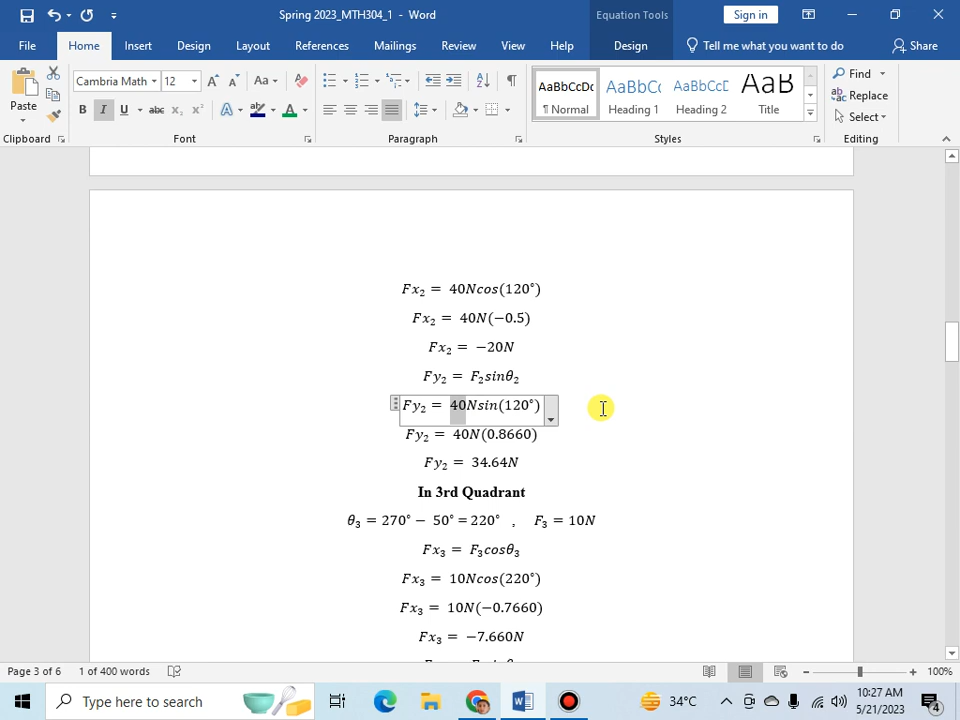 Spring 2023_MTH304_1 - Word
Equation Tools
Sign in
File Home Insert Design Layout References Mailings Review View Help Design Tell me what you want to do Share
Paste
Cambria Math 12
Find
Replace
Select
AaBbCcDc AaBbCc AaBbCcD AaB
¶ Normal Heading 1 Heading 2 Title
Clipboard Font Paragraph Styles Editing
Fx₂ = 40Ncos(120°)
Fx₂ = 40N(−0.5)
Fx₂ = −20N
Fy₂ = F₂sinθ₂
Fy₂ = 40Nsin(120°)
Fy₂ = 40N(0.8660)
Fy₂ = 34.64N
In 3rd Quadrant
θ₃ = 270° − 50° = 220° , F₃ = 10N
Fx₃ = F₃cosθ₃
Fx₃ = 10Ncos(220°)
Fx₃ = 10N(−0.7660)
Fx₃ = −7.660N
Page 3 of 6 1 of 400 words 100%
Type here to search
34°C
10:27 AM
5/21/2023
4